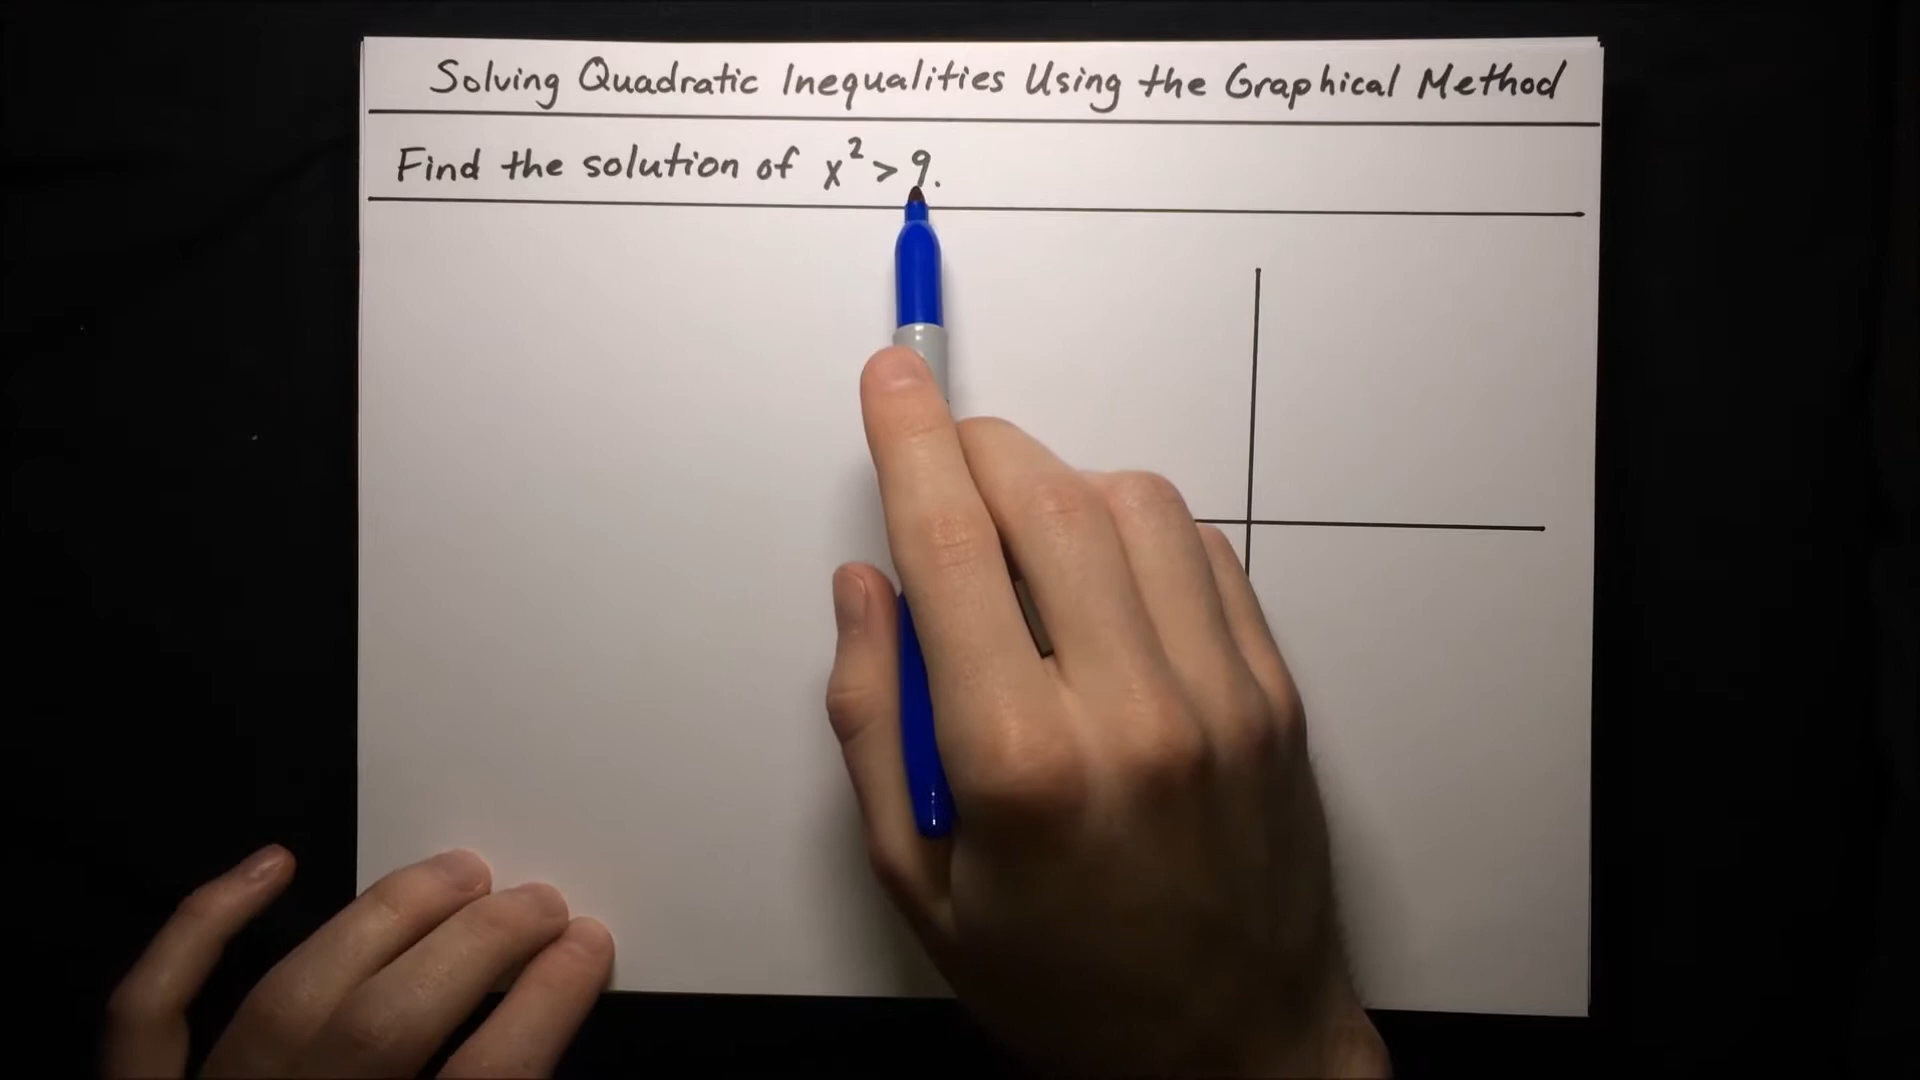 Solving Quadratic Inequalities Using the Graphical Method
Find the solution of x² > 9.